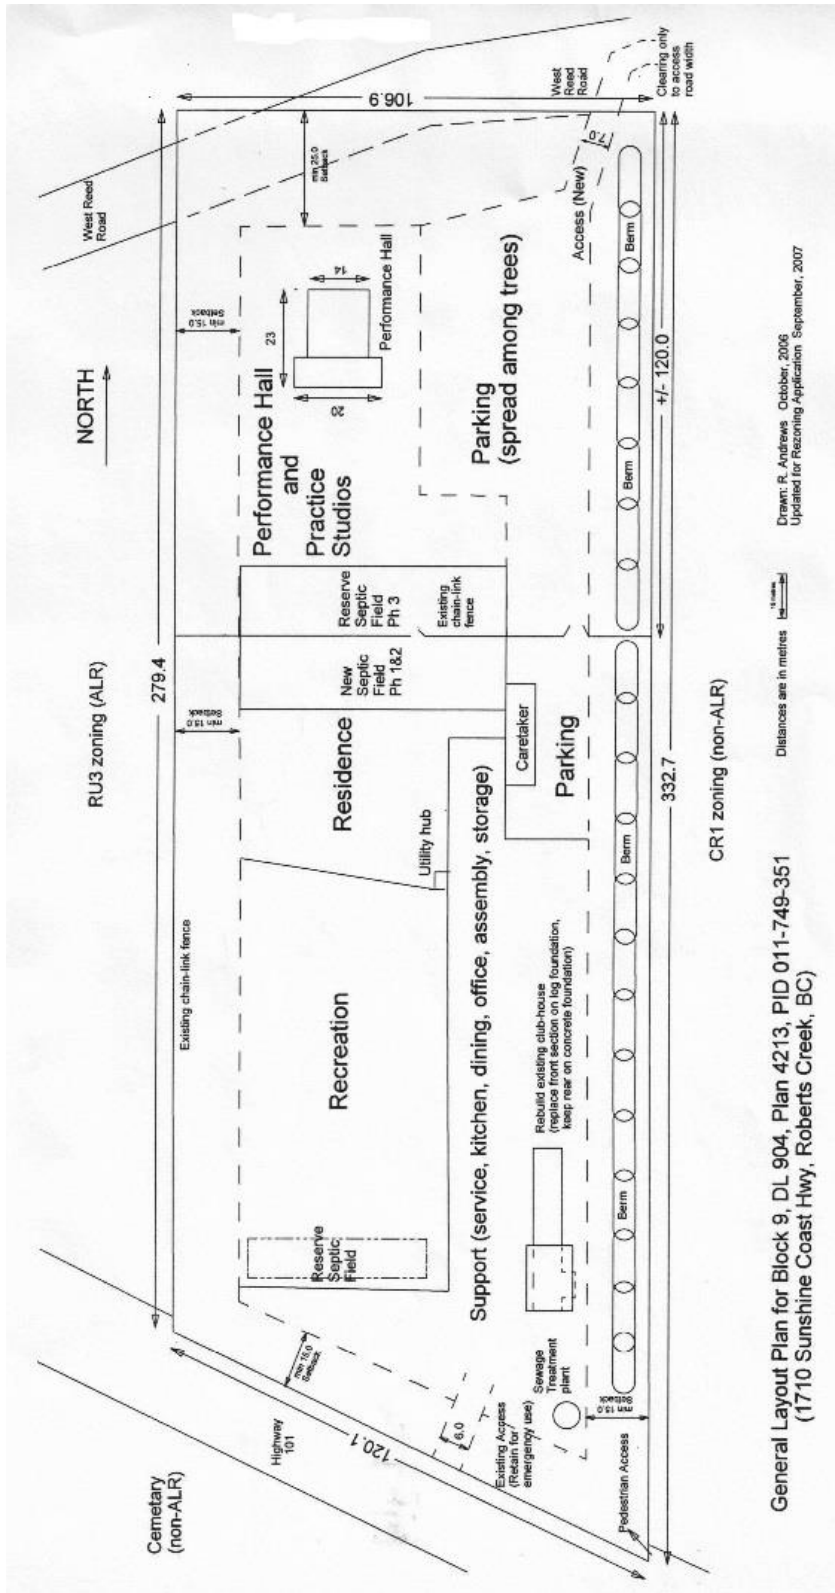 West Reed
Road
106.9
West
Reed
Road
Clearing only
to access
road width
7.0
min 25.0
Setback
Access (New)
Berm
14
Performance Hall
23
20
min 15.0
Setback
NORTH
Performance Hall
and
Practice
Studios
Parking
(spread among trees)
+/- 120.0
Berm
Drawn: R. Andrews October, 2006
Updated for Rezoning Application September, 2007
Reserve
Septic
Field
Ph 3
Existing
chain-link
fence
Distances are in metres
RU3 zoning (ALR)
279.4
New
Septic
Field
Ph 1&2
min 15.0
Setback
Residence
Caretaker
Parking
332.7
CR1 zoning (non-ALR)
Utility hub
Support (service, kitchen, dining, office, assembly, storage)
Berm
Existing chain-link fence
Recreation
Rebuild existing club-house
(replace front section on log foundation,
keep rear on concrete foundation)
Berm
Reserve
Septic
Field
min 15.0
Setback
Sewage
Treatment
plant
min 15.0
Setback
Highway
101
120.1
6.0
Existing Access
(Retain for
emergency use)
Pedestrian Access
Cemetary
(non-ALR)
General Layout Plan for Block 9, DL 904, Plan 4213, PID 011-749-351
(1710 Sunshine Coast Hwy, Roberts Creek, BC)